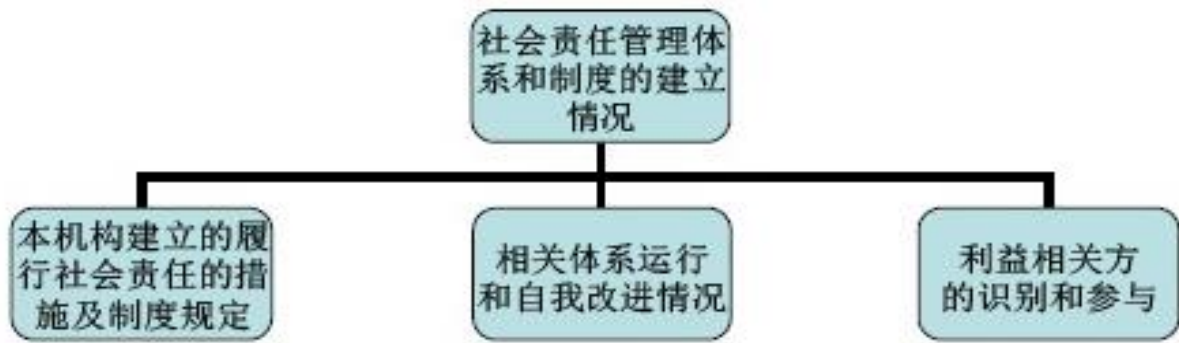 社会责任管理体
系和制度的建立
情况
本机构建立的履
行社会责任的措
施及制度规定
相关体系运行
和自我改进情况
利益相关方
的识别和参与